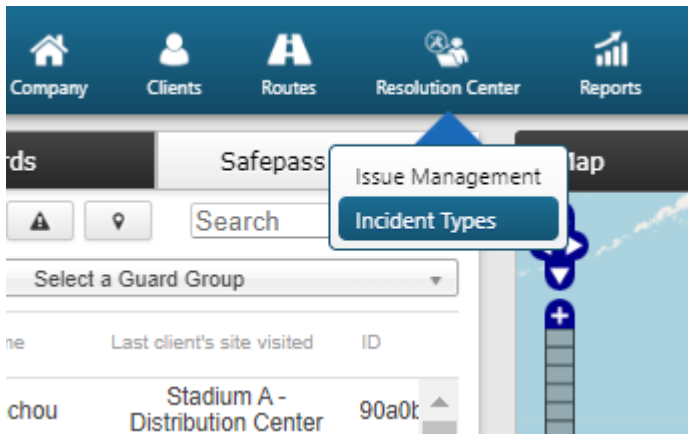 Company
Clients
Routes
Resolution Center
Reports
rds
Safepass
Map
Issue Management
Incident Types
Search
Select a Guard Group
me
Last client's site visited
ID
chou
Stadium A -
Distribution Center
90a0b